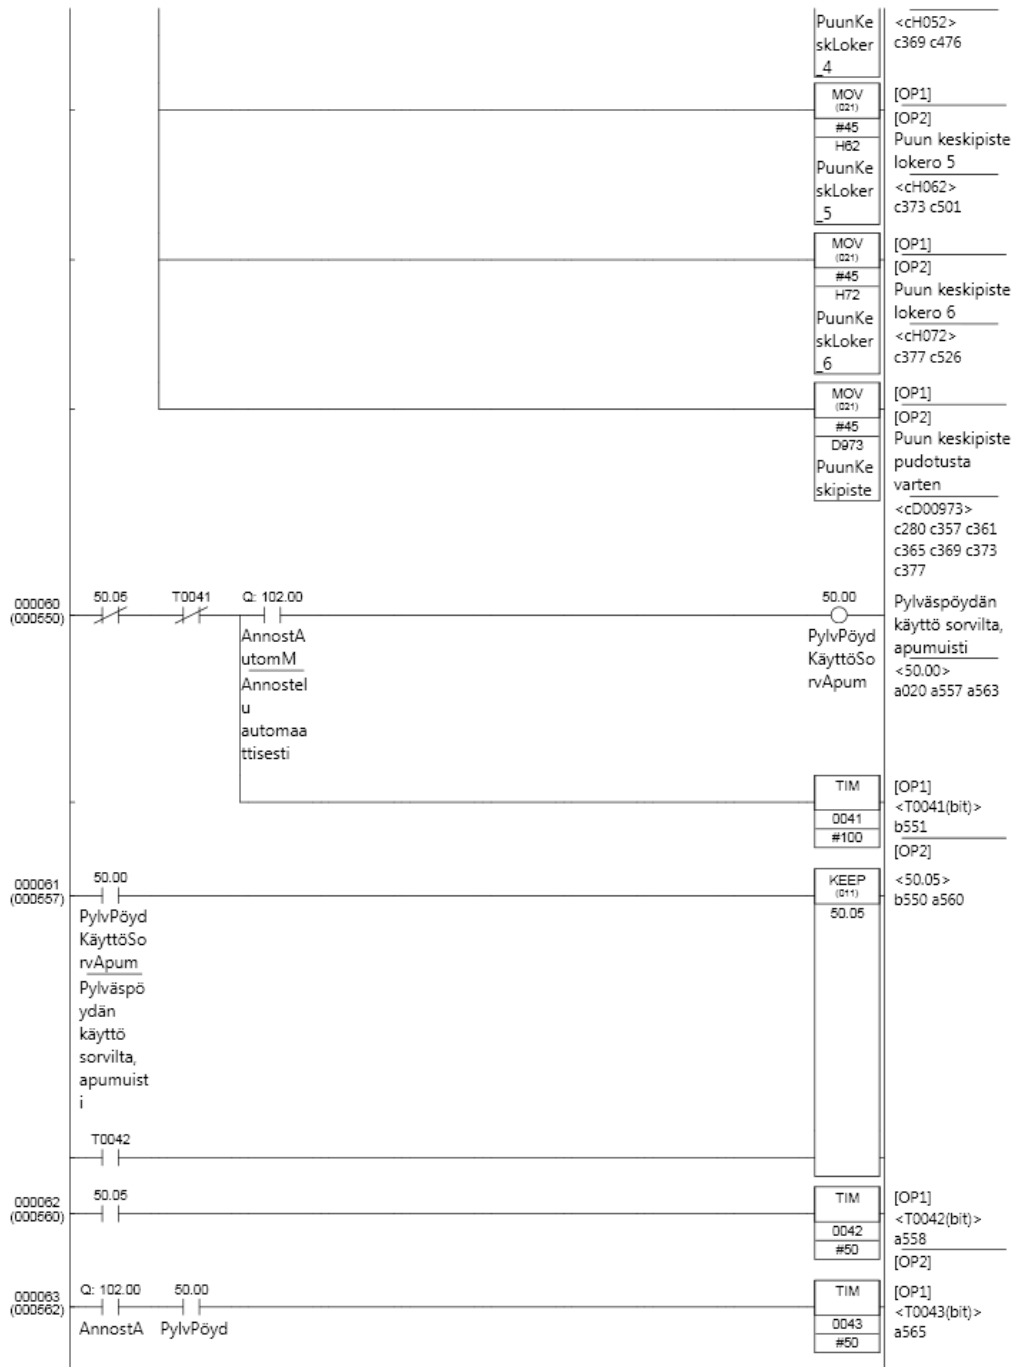 PuunKe
skLoker
_4
<cH052>
c369 c476
MOV
(021)
#45
H62
PuunKe
skLoker
_5
[OP1]
[OP2]
Puun keskipiste
lokero 5
<cH062>
c373 c501
MOV
(021)
#45
H72
PuunKe
skLoker
_6
[OP1]
[OP2]
Puun keskipiste
lokero 6
<cH072>
c377 c526
MOV
(021)
#45
D973
PuunKe
skipiste
[OP1]
[OP2]
Puun keskipiste
pudotusta
varten
<cD00973>
c280 c357 c361
c365 c369 c373
c377
000060
(000550)
50.05
T0041
Q: 102.00
AnnostA
utomM
Annostel
u
automaa
ttisesti
50.00
PylvPöyd
KäyttöSo
rvApum
Pylväspöydän
käyttö sorvilta,
apumuisti
<50.00>
a020 a557 a563
TIM
0041
#100
[OP1]
<T0041(bit)>
b551
[OP2]
000061
(000557)
50.00
PylvPöyd
KäyttöSo
rvApum
Pylväspö
ydän
käyttö
sorvilta,
apumuist
i
T0042
KEEP
(011)
50.05
<50.05>
b550 a560
000062
(000560)
50.05
TIM
0042
#50
[OP1]
<T0042(bit)>
a558
[OP2]
000063
(000562)
Q: 102.00
AnnostA
50.00
PylvPöyd
TIM
0043
#50
[OP1]
<T0043(bit)>
a565